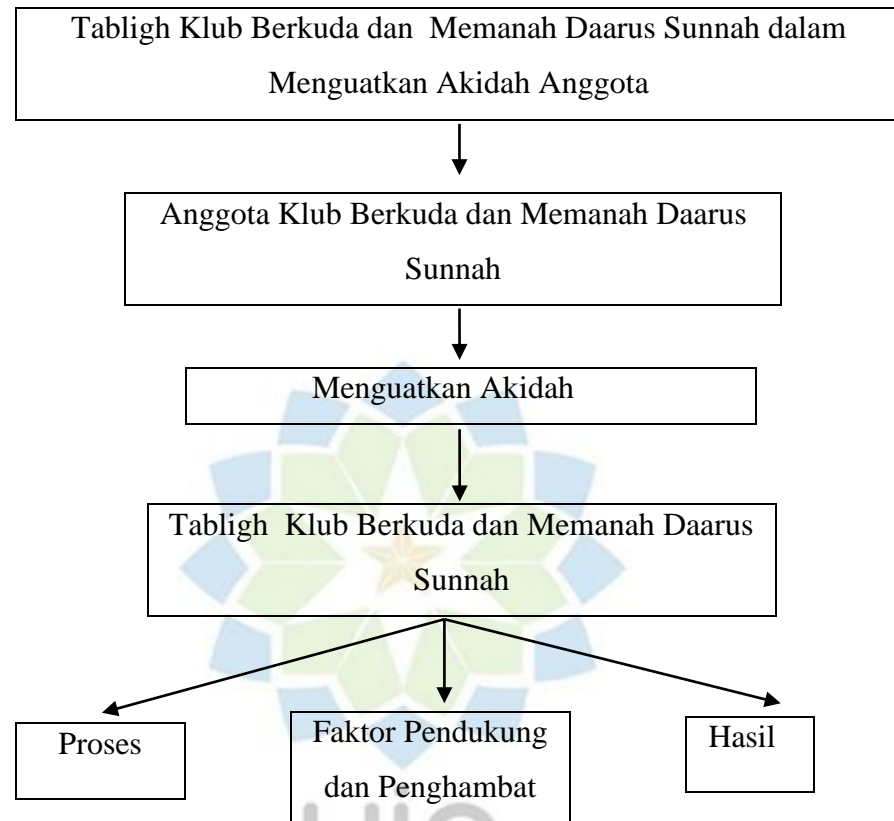 Tabligh Klub Berkuda dan Memanah Daarus Sunnah dalam
Menguatkan Akidah Anggota
Anggota Klub Berkuda dan Memanah Daarus
Sunnah
Menguatkan Akidah
Tabligh Klub Berkuda dan Memanah Daarus
Sunnah
Proses
Faktor Pendukung
dan Penghambat
Hasil